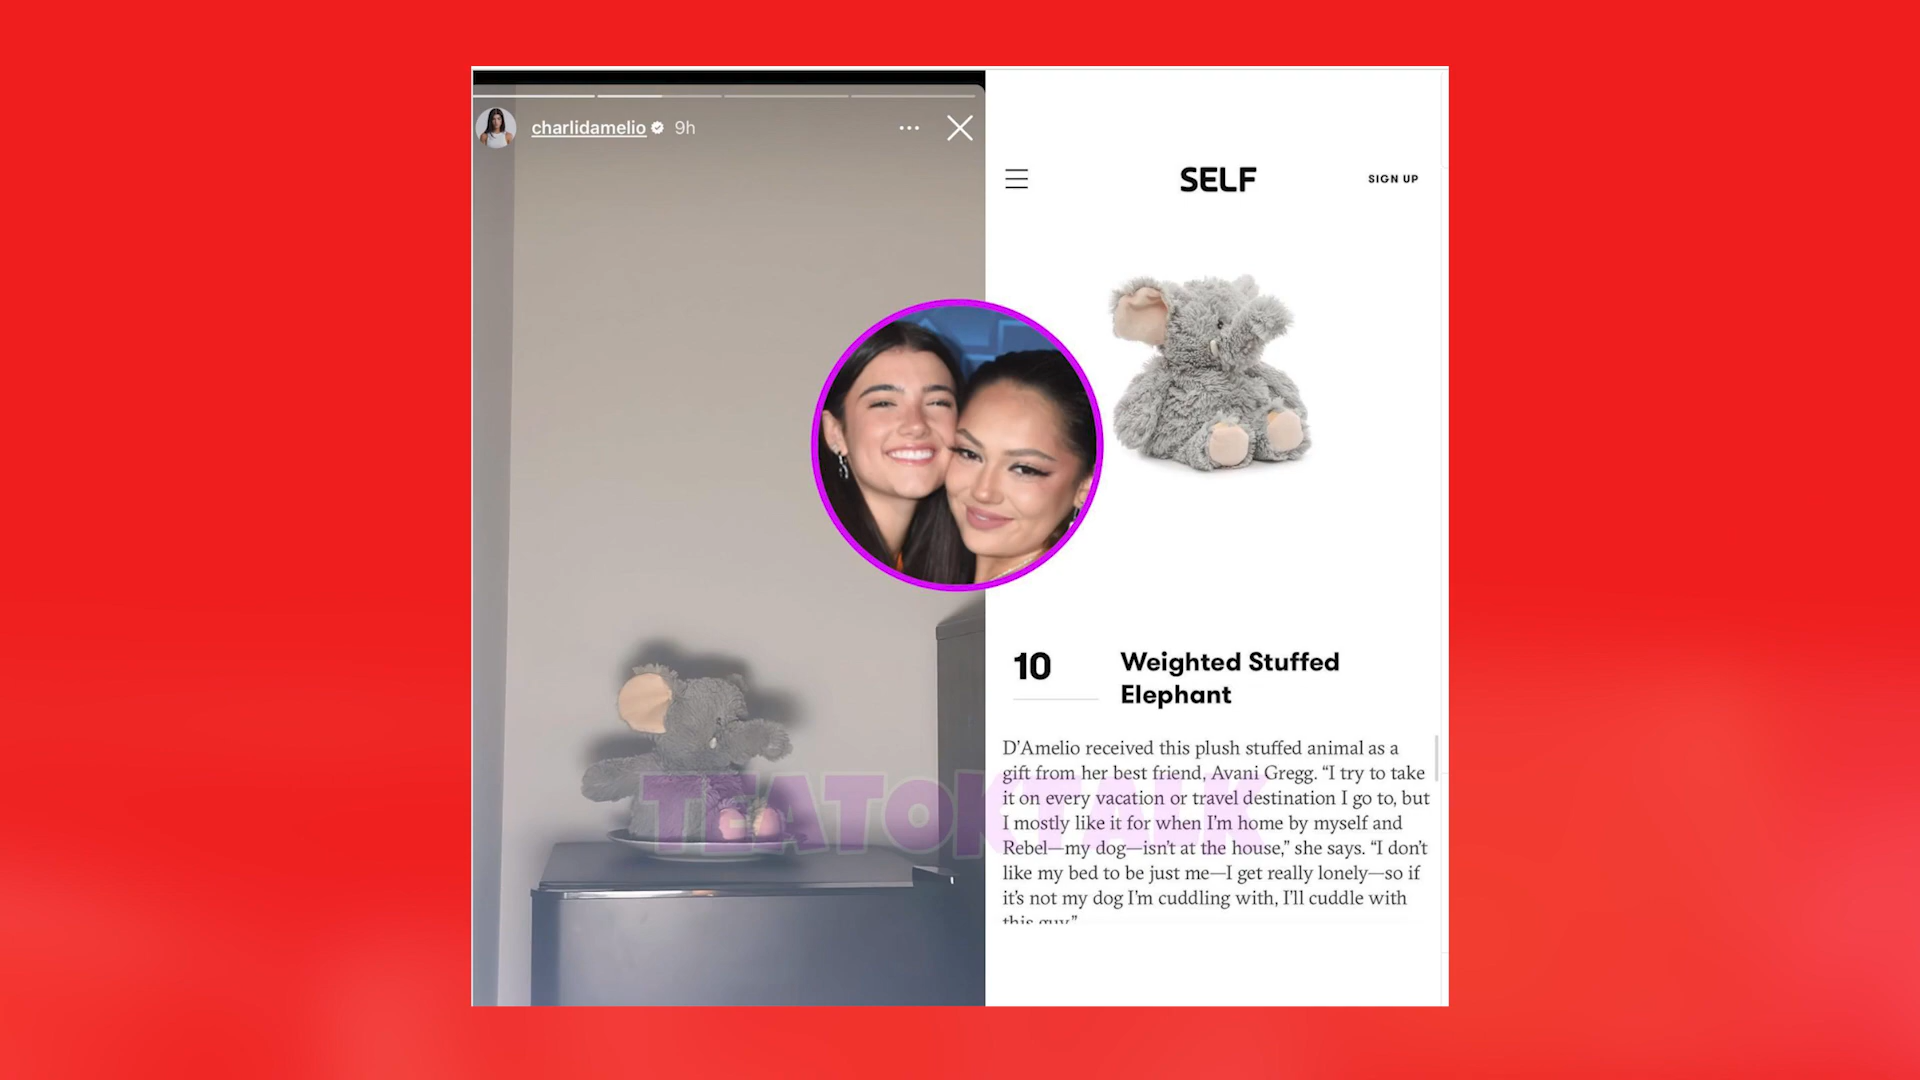 charlidamelio 9h
SELF
SIGN UP
10
Weighted Stuffed
Elephant
D’Amelio received this plush stuffed animal as a
gift from her best friend, Avani Gregg. “I try to take
it on every vacation or travel destination I go to, but
I mostly like it for when I’m home by myself and
Rebel—my dog—isn’t at the house,” she says. “I don’t
like my bed to be just me—I get really lonely—so if
it’s not my dog I’m cuddling with, I’ll cuddle with
this guy.”
TEATOKTALK